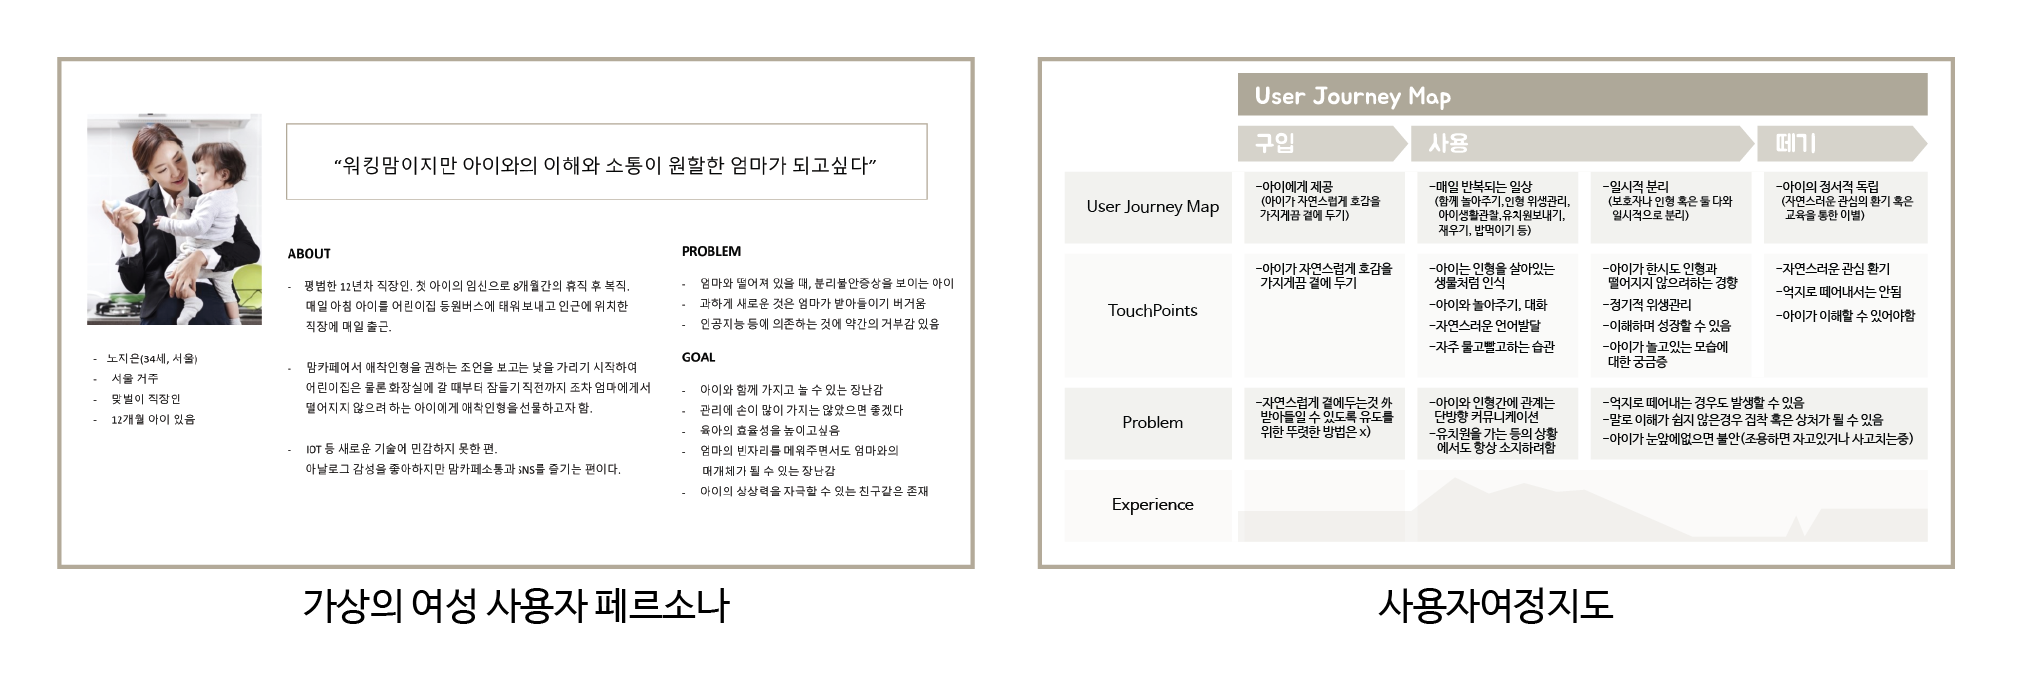 “워킹맘이지만 아이와의 이해와 소통이 원할한 엄마가 되고싶다”
- 노지은(34세, 서울)
- 서울 거주
- 맞벌이 직장인
- 12개월 아이 있음
ABOUT
- 평범한 12년차 직장인. 첫 아이의 임신으로 8개월간의 휴직 후 복직.
매일 아침 아이를 어린이집 등원버스에 태워보내고 인근에 위치한
직장에 매일 출근.
- 맘카페에서 애착인형을 권하는 조언을 보고는 낯을 가리기 시작하여
어린이집은 물론 화장실에 갈 때부터 잠들기 직전까지 조차 엄마에게서
떨어지지 않으려 하는 아이에게 애착인형을 선물하고자 함.
- IOT 등 새로운 기술에 민감하지 못한 편.
아날로그 감성을 좋아하지만 맘카페소통과 SNS를 즐기는 편이다.
PROBLEM
- 엄마와 떨어져 있을 때, 분리불안증상을 보이는 아이
- 과하게 새로운 것은 엄마가 받아들이기 버거움
- 인공지능 등에 의존하는 것에 약간의 거부감 있음
GOAL
- 아이와 함께 가지고 놀 수 있는 장난감
- 관리에 손이 많이 가지는 않았으면 좋겠다
- 육아의 효율성을 높이고싶음
- 엄마의 빈자리를 메워주면서도 엄마와의
매개체가 될 수 있는 장난감
- 아이의 상상력을 자극할 수 있는 친구같은 존재
가상의 여성 사용자 페르소나
User Journey Map
구입
사용
떼기
User Journey Map
-아이에게 제공
(아이가 자연스럽게 호감을
가지게끔 곁에 두기)
-매일 반복되는 일상
(함께 놀아주기,인형 위생관리,
아이생활관찰,유치원보내기,
재우기, 밥먹이기 등)
-일시적 분리
(보호자나 인형 혹은 둘 다와
일시적으로 분리)
-아이의 정서적 독립
(자연스러운 관심의 환기 혹은
교육을 통한 이별)
TouchPoints
-아이가 자연스럽게 호감을
가지게끔 곁에 두기
-아이는 인형을 살아있는
생물처럼 인식
-아이와 놀아주기, 대화
-자연스러운 언어발달
-자주 물고빨고하는 습관
-아이가 한시도 인형과
떨어지지 않으려하는 경향
-정기적 위생관리
-이해하며 성장할 수 있음
-아이가 놀고있는 모습에
대한 궁금증
-자연스러운 관심 환기
-억지로 떼어내서는 안됨
-아이가 이해할 수 있어야함
Problem
-자연스럽게 곁에두는것 外
받아들일 수 있도록 유도를
위한 뚜렷한 방법은 x)
-아이와 인형간에 관계는
단방향 커뮤니케이션
-유치원을 가는 등의 상황
에서도 항상 소지하려함
-억지로 떼어내는 경우도 발생할 수 있음
-말로 이해가 쉽지 않은경우 집착 혹은 상처가 될 수 있음
-아이가 눈앞에없으면 불안(조용하면 자고있거나 사고치는중)
Experience
사용자여정지도